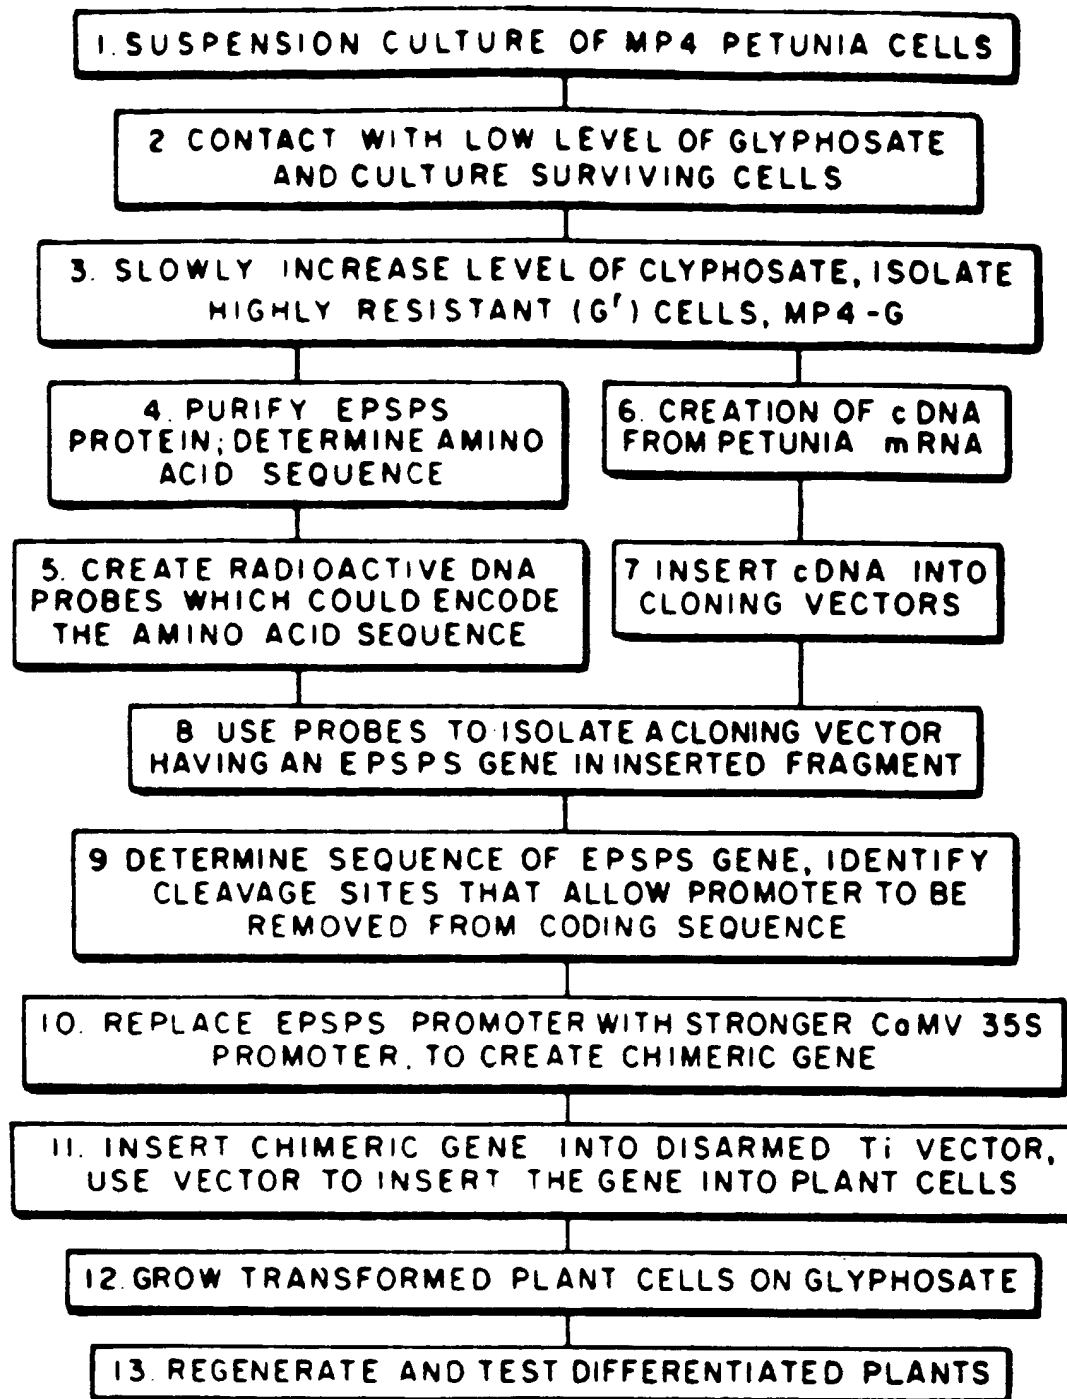 1. SUSPENSION CULTURE OF MP4 PETUNIA CELLS
2 CONTACT WITH LOW LEVEL OF GLYPHOSATE
AND CULTURE SURVIVING CELLS
3. SLOWLY INCREASE LEVEL OF CLYPHOSATE, ISOLATE
HIGHLY RESISTANT (G^r) CELLS, MP4-G
4. PURIFY EPSPS
PROTEIN; DETERMINE AMINO
ACID SEQUENCE
5. CREATE RADIOACTIVE DNA
PROBES WHICH COULD ENCODE
THE AMINO ACID SEQUENCE
6. CREATION OF cDNA
FROM PETUNIA mRNA
7 INSERT cDNA INTO
CLONING VECTORS
8 USE PROBES TO ISOLATE A CLONING VECTOR
HAVING AN EPSPS GENE IN INSERTED FRAGMENT
9 DETERMINE SEQUENCE OF EPSPS GENE, IDENTIFY
CLEAVAGE SITES THAT ALLOW PROMOTER TO BE
REMOVED FROM CODING SEQUENCE
10. REPLACE EPSPS PROMOTER WITH STRONGER CaMV 35S
PROMOTER, TO CREATE CHIMERIC GENE
11. INSERT CHIMERIC GENE INTO DISARMED Ti VECTOR,
USE VECTOR TO INSERT THE GENE INTO PLANT CELLS
12. GROW TRANSFORMED PLANT CELLS ON GLYPHOSATE
13. REGENERATE AND TEST DIFFERENTIATED PLANTS